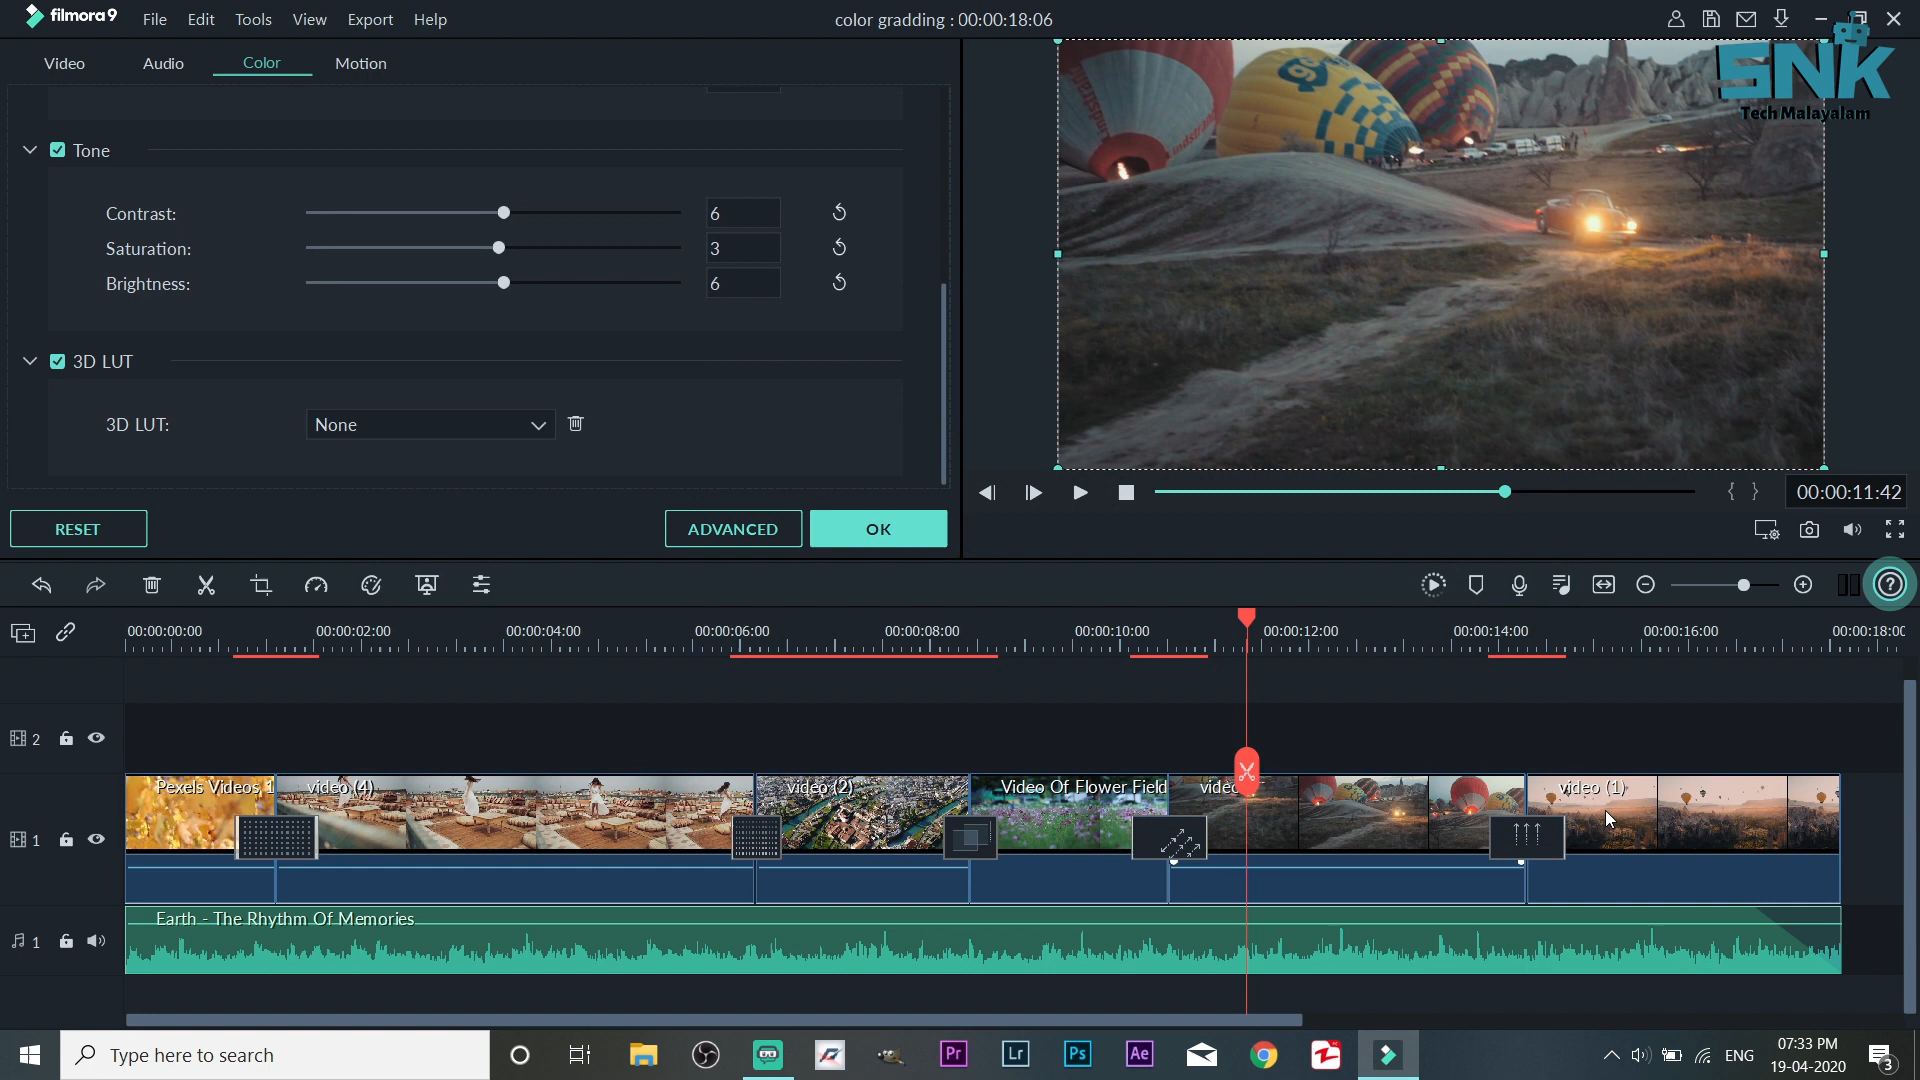 filmora9
File Edit Tools View Export Help
color gradding : 00:00:18:06
Video Audio Color Motion
SNK
Tech Malayalam
Tone
Contrast: 6
Saturation: 3
Brightness: 6
3D LUT
3D LUT: None
RESET ADVANCED OK
{ } 00:00:11:42
00:00:00:00 00:00:02:00 00:00:04:00 00:00:06:00 00:00:08:00 00:00:10:00 00:00:12:00 00:00:14:00 00:00:16:00 00:00:18:00
2
Pexels Videos 1 video (4) video (2) Video Of Flower Field video video (1)
1
Earth - The Rhythm Of Memories
1
Type here to search
Pr Lr Ps Ae
ENG
07:33 PM
19-04-2020
3